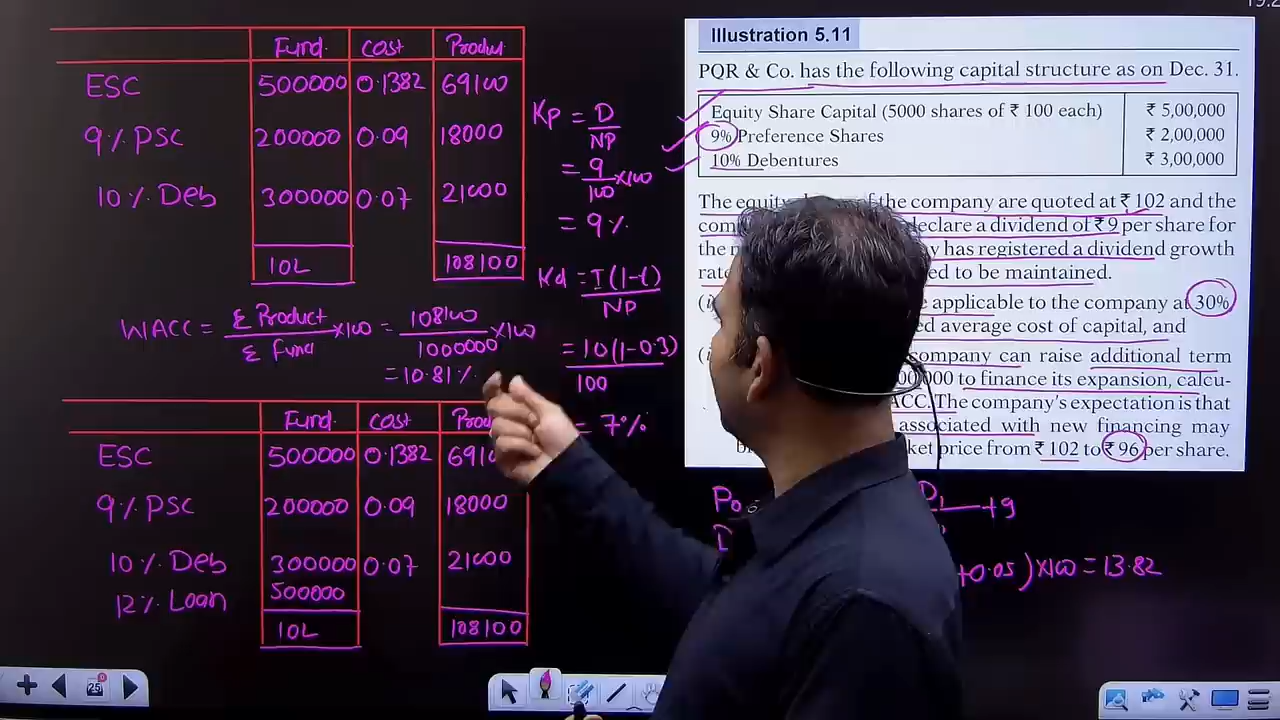 Fund Cost Product
ESC 500000 0.1382 69100
9% PSC 200000 0.09 18000
10% Deb 300000 0.07 21000
10L 108100
WACC = Σ Product / Σ Fund ×100 = 108100 / 1000000 ×100
= 10.81%
Fund Cost
ESC 500000 0.1382
9% PSC 200000 0.09 18000
10% Deb 300000 0.07 21000
12% Loan 500000
10L 108100
Kp = D / NP
= 9 / 100 ×100
= 9%
Kd = I(1-t) / NP
= 10(1-0.3) / 100
= 7%
Illustration 5.11
PQR & Co. has the following capital structure as on Dec. 31.
Equity Share Capital (5000 shares of ₹ 100 each) ₹ 5,00,000
9% Preference Shares ₹ 2,00,000
10% Debentures ₹ 3,00,000
The equity of the company are quoted at ₹ 102 and the
declare a dividend of ₹ 9 per share for
the has registered a dividend growth
to be maintained.
applicable to the company at 30%
average cost of capital, and
company can raise additional term
to finance its expansion, calcu-
The company's expectation is that
associated with new financing may
price from ₹ 102 to ₹ 96 per share.
P0
+g
+0.05) ×100 = 13.82
25